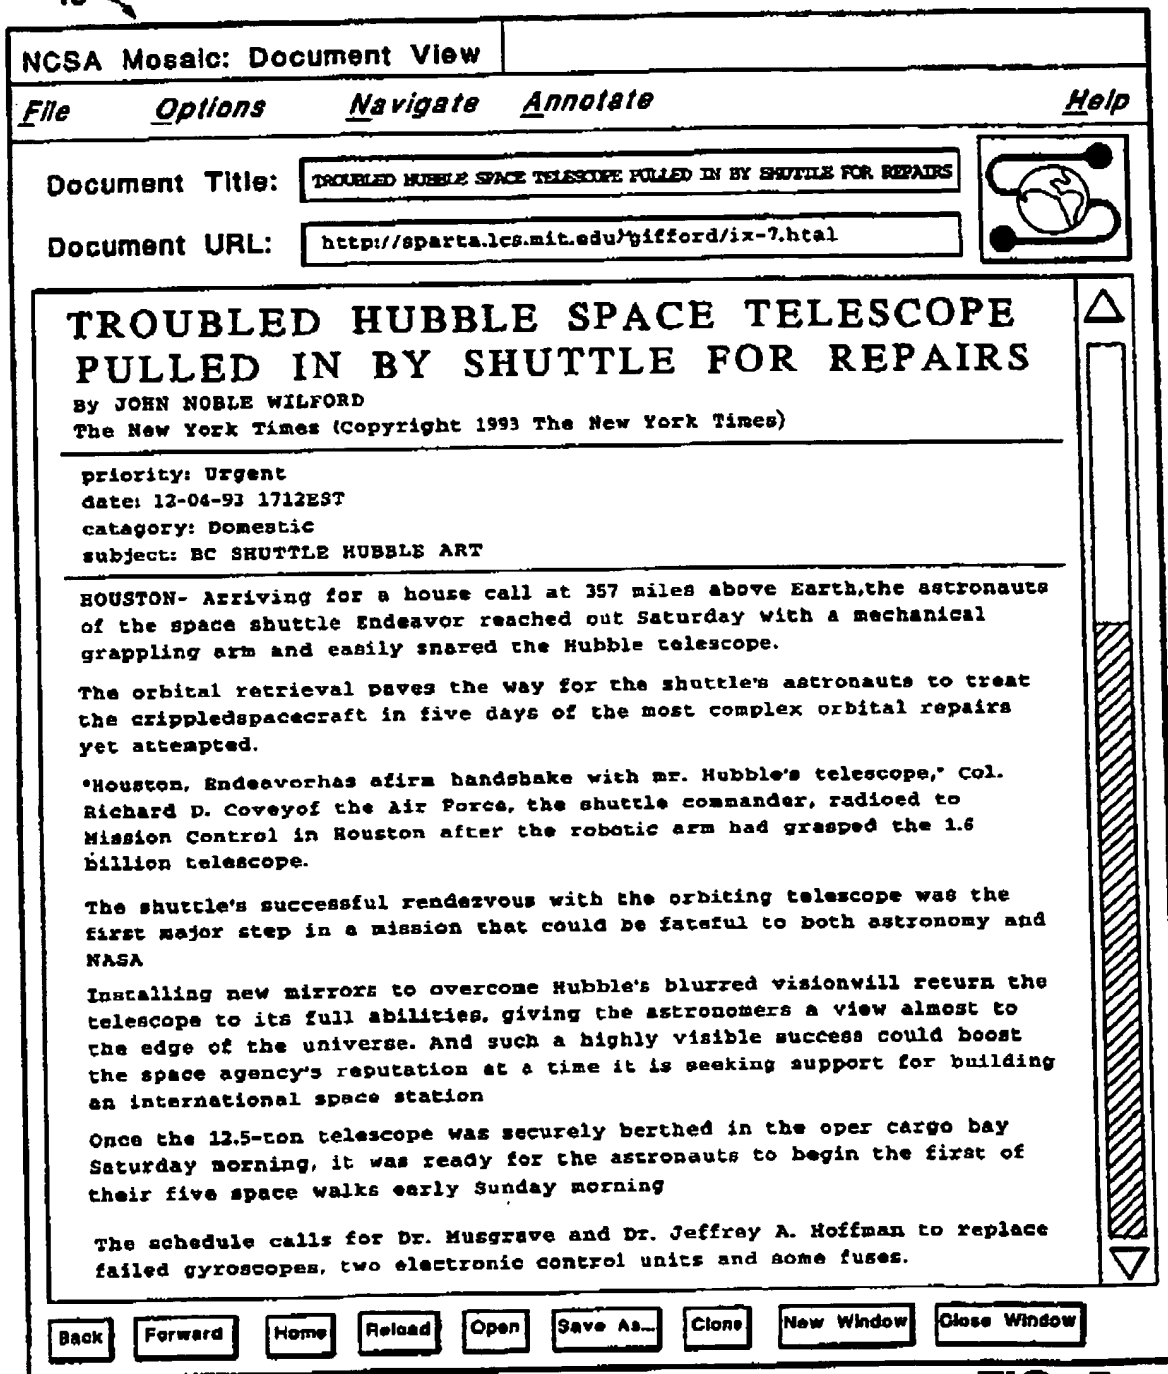 NCSA Mosaic: Document View
File Options Navigate Annotate Help
Document Title: TROUBLED HUBBLE SPACE TELESCOPE PULLED IN BY SHUTTLE FOR REPAIRS
Document URL: http://sparta.lcs.mit.edu/~gifford/ix-7.html
TROUBLED HUBBLE SPACE TELESCOPE
PULLED IN BY SHUTTLE FOR REPAIRS
By JOHN NOBLE WILFORD
The New York Times (Copyright 1993 The New York Times)
priority: Urgent
date: 12-04-93 1712EST
catagory: Domestic
subject: BC SHUTTLE HUBBLE ART
HOUSTON- Arriving for a house call at 357 miles above Earth,the astronauts
of the space shuttle Endeavor reached out Saturday with a mechanical
grappling arm and easily snared the Hubble telescope.
The orbital retrieval paves the way for the shuttle's astronauts to treat
the crippledspacecraft in five days of the most complex orbital repairs
yet attempted.
"Houston, Endeavorhas afirm handshake with mr. Hubble's telescope," Col.
Richard D. Coveyof the Air Force, the shuttle commander, radioed to
Mission Control in Houston after the robotic arm had grasped the 1.6
billion telescope.
The shuttle's successful rendezvous with the orbiting telescope was the
first major step in a mission that could be fateful to both astronomy and
NASA
Installing new mirrors to overcome Hubble's blurred visionwill return the
telescope to its full abilities, giving the astronomers a view almost to
the edge of the universe. And such a highly visible success could boost
the space agency's reputation at a time it is seeking support for building
an international space station
Once the 12.5-ton telescope was securely berthed in the oper cargo bay
Saturday morning, it was ready for the astronauts to begin the first of
their five space walks early Sunday morning
The schedule calls for Dr. Musgrave and Dr. Jeffrey A. Hoffman to replace
failed gyroscopes, two electronic control units and some fuses.
Back Forward Home Reload Open Save As... Clone New Window Close Window